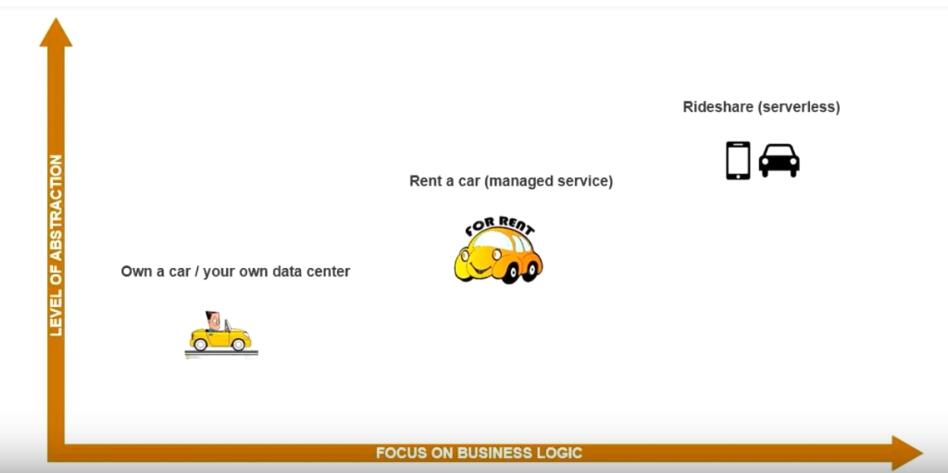 Rideshare (serverless)
Rent a car (managed service)
FOR RENT
Own a car / your own data center
LEVEL OF ABSTRACTION
FOCUS ON BUSINESS LOGIC